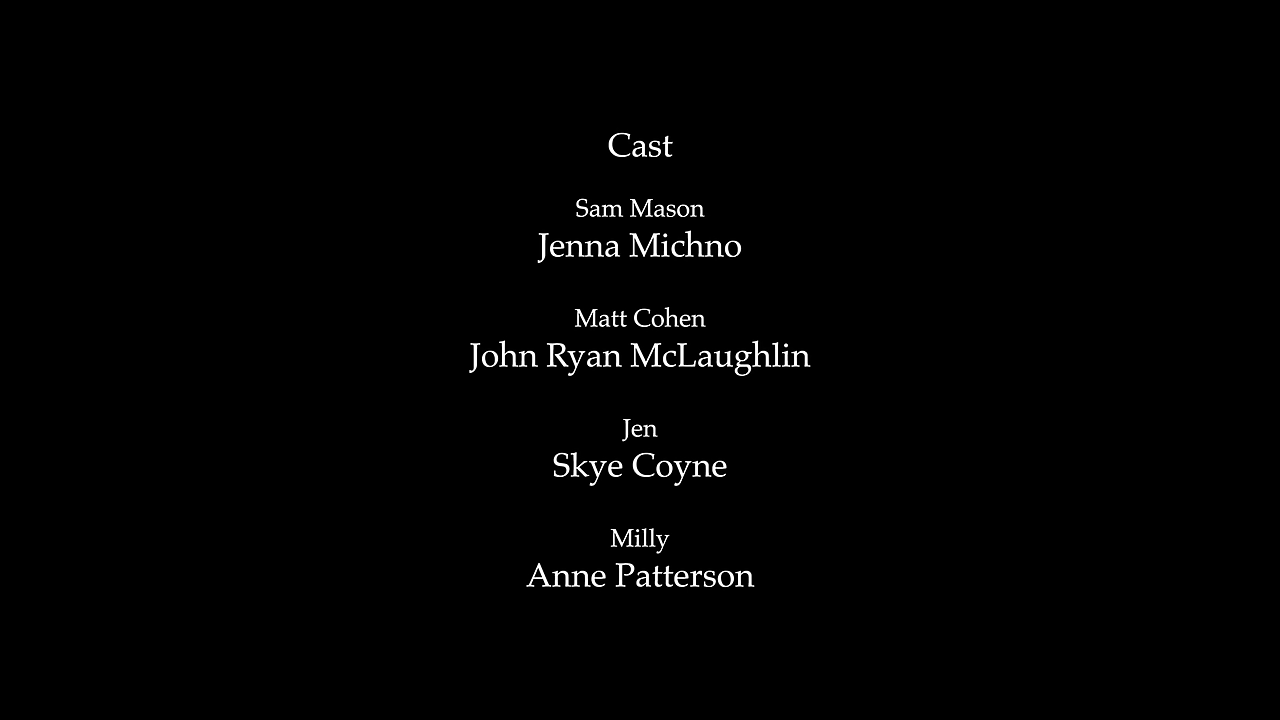 Cast
Sam Mason
Jenna Michno
Matt Cohen
John Ryan McLaughlin
Jen
Skye Coyne
Milly
Anne Patterson